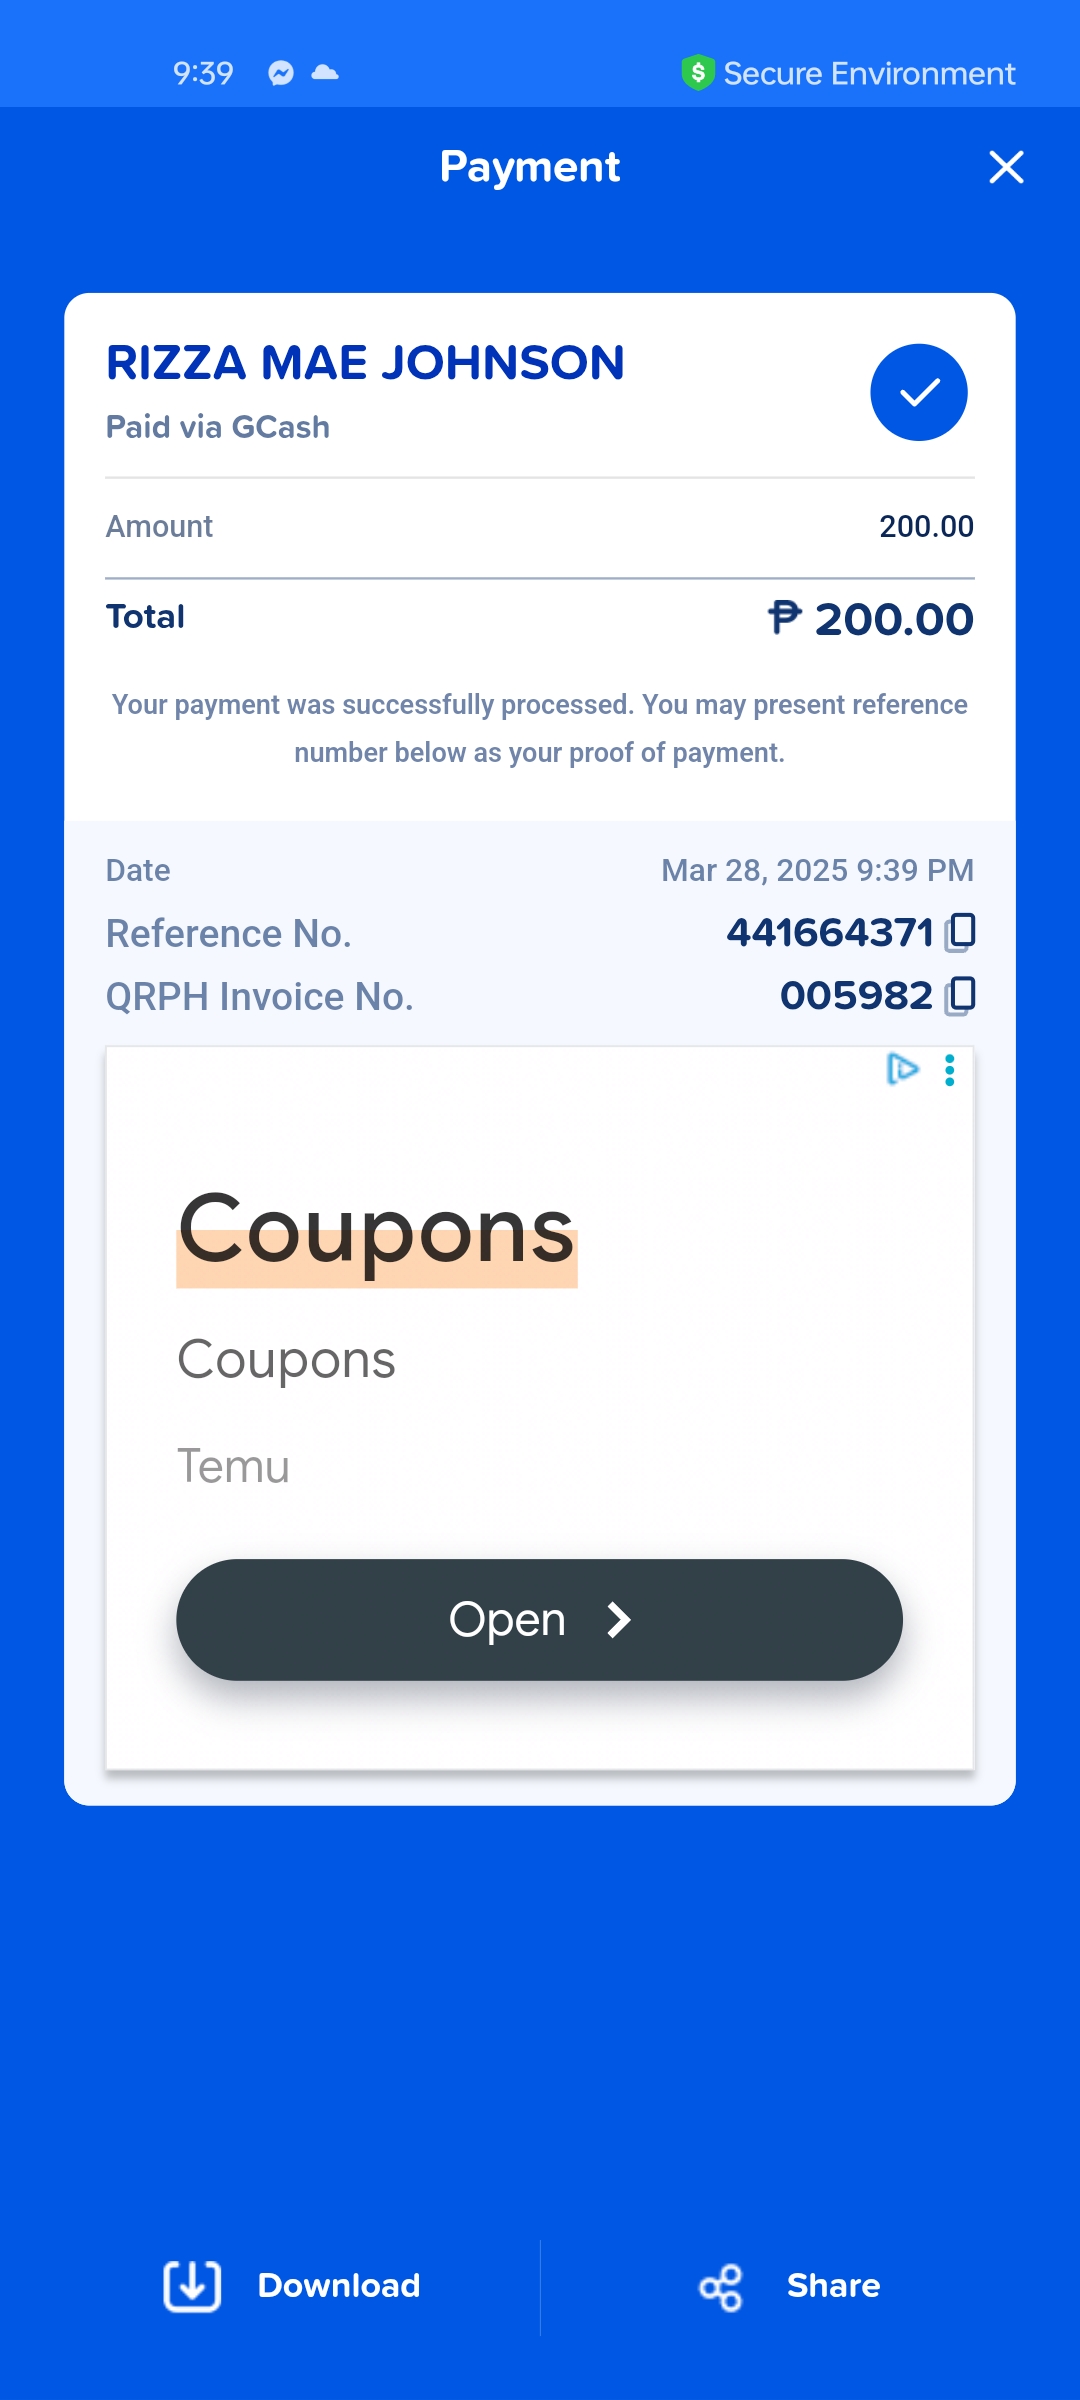 9:39
Secure Environment
Payment
RIZZA MAE JOHNSON
Paid via GCash
Amount 200.00
Total ₱ 200.00
Your payment was successfully processed. You may present reference
number below as your proof of payment.
Date Mar 28, 2025 9:39 PM
Reference No. 441664371
QRPH Invoice No. 005982
Coupons
Coupons
Temu
Open
Download
Share